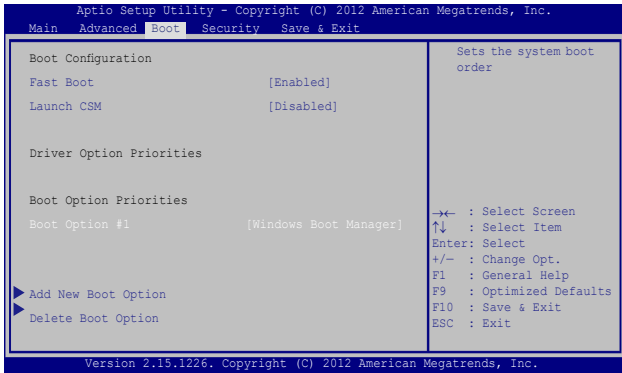 Aptio Setup Utility - Copyright (C) 2012 American Megatrends, Inc.
Main Advanced Boot Security Save & Exit
Boot Configuration
Fast Boot [Enabled]
Launch CSM [Disabled]
Driver Option Priorities
Boot Option Priorities
Boot Option #1 [Windows Boot Manager]
Add New Boot Option
Delete Boot Option
Sets the system boot
order
→← : Select Screen
↑↓ : Select Item
Enter: Select
+/— : Change Opt.
F1 : General Help
F9 : Optimized Defaults
F10 : Save & Exit
ESC : Exit
Version 2.15.1226. Copyright (C) 2012 American Megatrends, Inc.